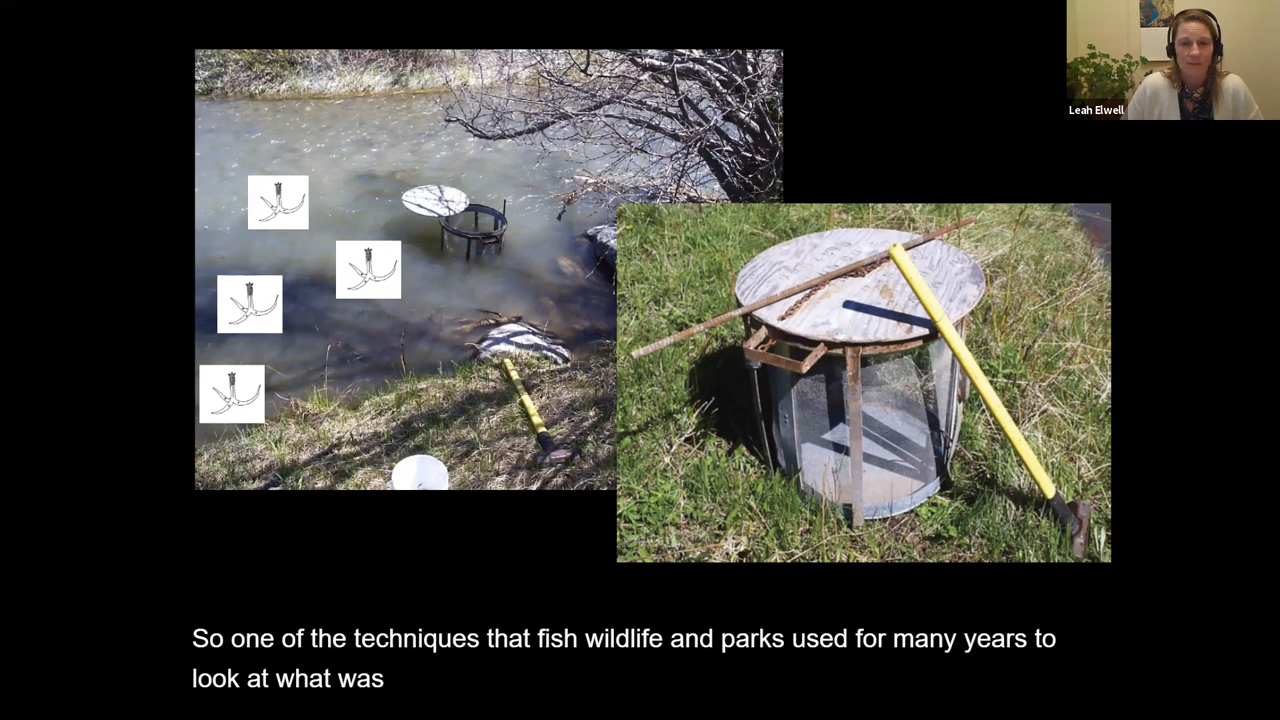 Leah Elwell
So one of the techniques that fish wildlife and parks used for many years to
look at what was